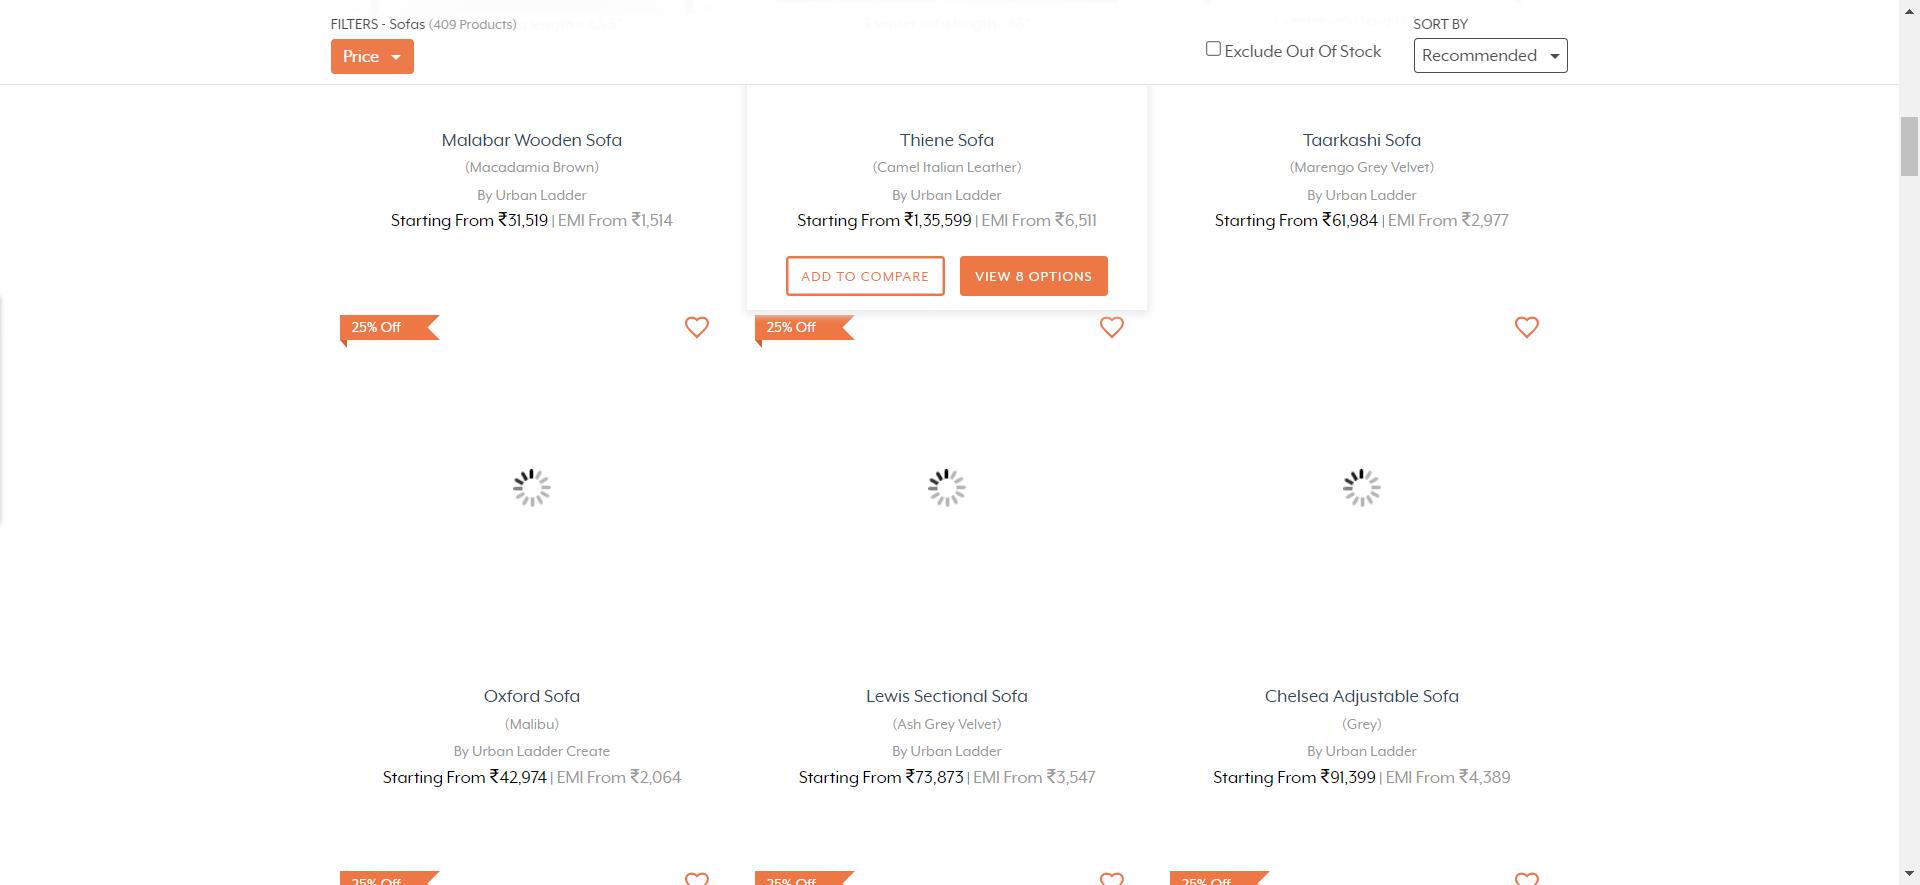 FILTERS - Sofas (409 Products)
Price
Exclude Out Of Stock
SORT BY
Recommended
Malabar Wooden Sofa
(Macadamia Brown)
By Urban Ladder
Starting From ₹31,519 | EMI From ₹1,514
Thiene Sofa
(Camel Italian Leather)
By Urban Ladder
Starting From ₹1,35,599 | EMI From ₹6,511
ADD TO COMPARE
VIEW 8 OPTIONS
Taarkashi Sofa
(Marengo Grey Velvet)
By Urban Ladder
Starting From ₹61,984 | EMI From ₹2,977
25% Off
Oxford Sofa
(Malibu)
By Urban Ladder Create
Starting From ₹42,974 | EMI From ₹2,064
25% Off
Lewis Sectional Sofa
(Ash Grey Velvet)
By Urban Ladder
Starting From ₹73,873 | EMI From ₹3,547
Chelsea Adjustable Sofa
(Grey)
By Urban Ladder
Starting From ₹91,399 | EMI From ₹4,389
25% Off
25% Off
25% Off